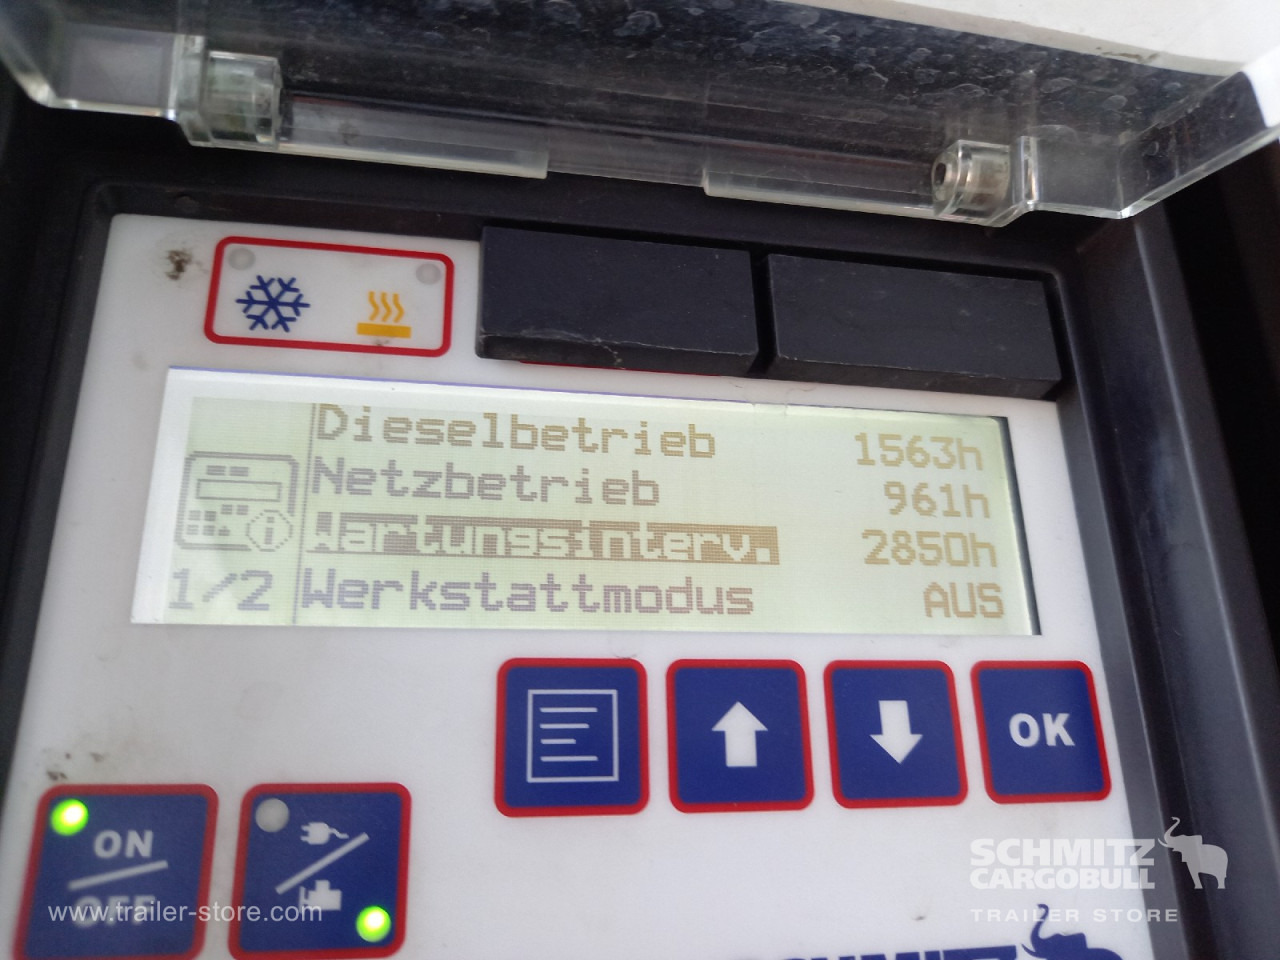 Dieselbetrieb 1563h
Netzbetrieb 961h
Wartungsinterv. 2850h
1/2 Werkstattmodus AUS
OK
ON
OFF
www.trailer-store.com
SCHMITZ
CARGOBULL
TRAILER STORE
SCHMITZ